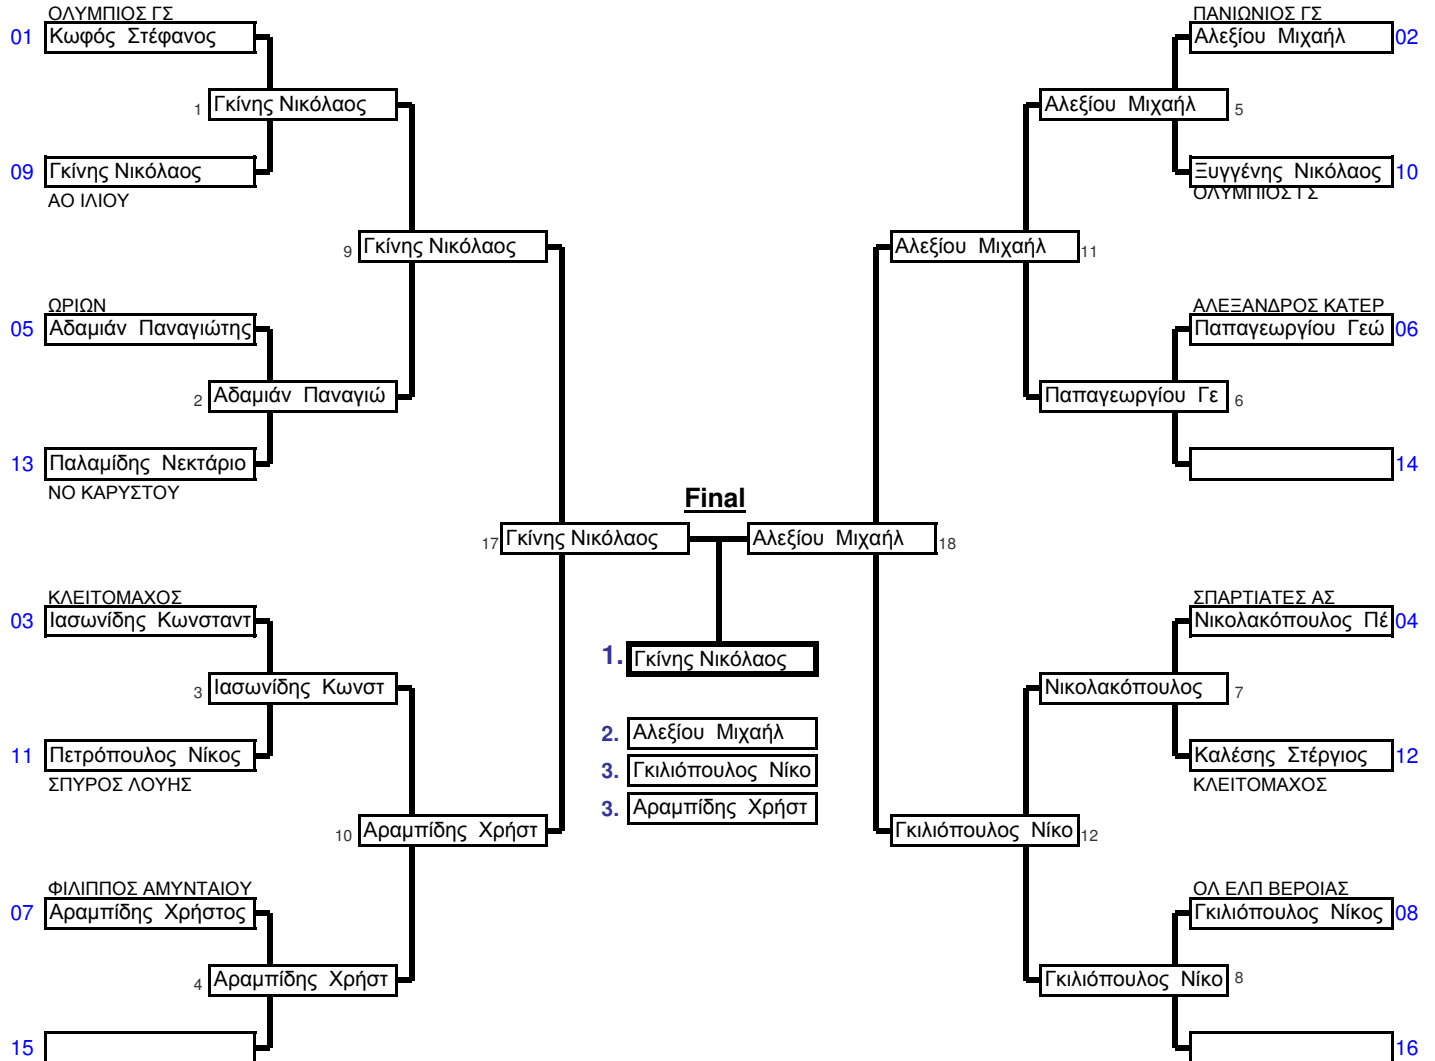 ΟΛΥΜΠΙΟΣ ΓΣ
01 Κωφός Στέφανος
1 Γκίνης Νικόλαος
09 Γκίνης Νικόλαος
ΑΟ ΙΛΙΟΥ
9 Γκίνης Νικόλαος
ΩΡΙΩΝ
05 Αδαμιάν Παναγιώτης
2 Αδαμιάν Παναγιώ
13 Παλαμίδης Νεκτάριο
ΝΟ ΚΑΡΥΣΤΟΥ
17 Γκίνης Νικόλαος
ΚΛΕΙΤΟΜΑΧΟΣ
03 Ιασωνίδης Κωνσταντ
3 Ιασωνίδης Κωνστ
11 Πετρόπουλος Νίκος
ΣΠΥΡΟΣ ΛΟΥΗΣ
10 Αραμπίδης Χρήστ
ΦΙΛΙΠΠΟΣ ΑΜΥΝΤΑΙΟΥ
07 Αραμπίδης Χρήστος
4 Αραμπίδης Χρήστ
15
Final
1. Γκίνης Νικόλαος
2. Αλεξίου Μιχαήλ
3. Γκιλιόπουλος Νίκο
3. Αραμπίδης Χρήστ
ΠΑΝΙΩΝΙΟΣ ΓΣ
Αλεξίου Μιχαήλ 02
Αλεξίου Μιχαήλ 5
Ξυγγένης Νικόλαος 10
ΟΛΥΜΠΙΟΣ ΓΣ
Αλεξίου Μιχαήλ 11
ΑΛΕΞΑΝΔΡΟΣ ΚΑΤΕΡ
Παπαγεωργίου Γεώ 06
Παπαγεωργίου Γε 6
14
Αλεξίου Μιχαήλ 18
ΣΠΑΡΤΙΑΤΕΣ ΑΣ
Νικολακόπουλος Πέ 04
Νικολακόπουλος 7
Καλέσης Στέργιος 12
ΚΛΕΙΤΟΜΑΧΟΣ
Γκιλιόπουλος Νίκο 12
ΟΛ ΕΛΠ ΒΕΡΟΙΑΣ
Γκιλιόπουλος Νίκος 08
Γκιλιόπουλος Νίκο 8
16